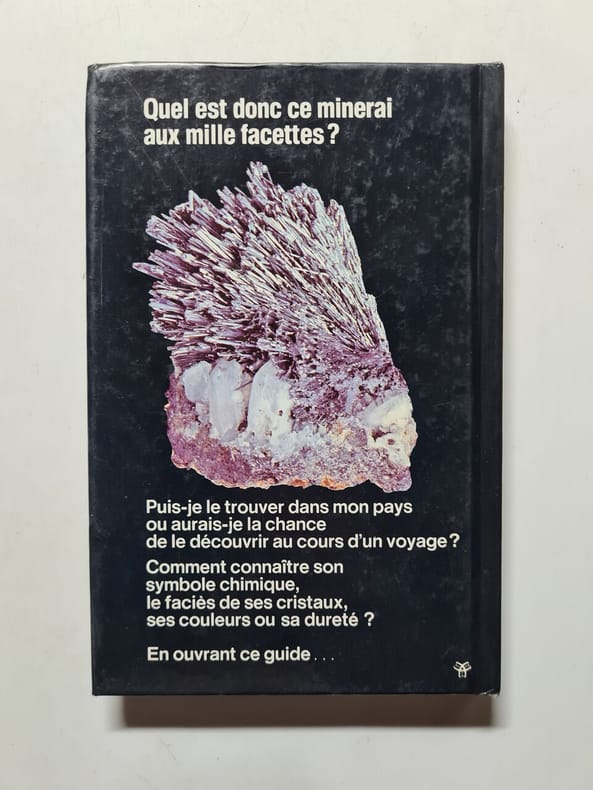 Quel est donc ce minerai
aux mille facettes ?
Puis-je le trouver dans mon pays
ou aurais-je la chance
de le découvrir au cours d'un voyage ?
Comment connaître son
symbole chimique,
le faciès de ses cristaux,
ses couleurs ou sa dureté ?
En ouvrant ce guide . . .